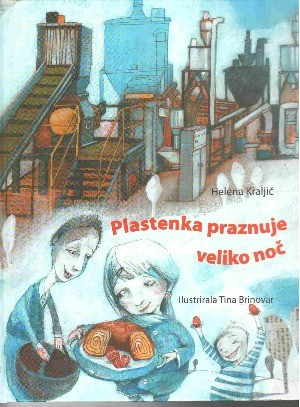 Helena Kraljič
Plastenka praznuje
veliko noč
Ilustrirala Tina Brinovar